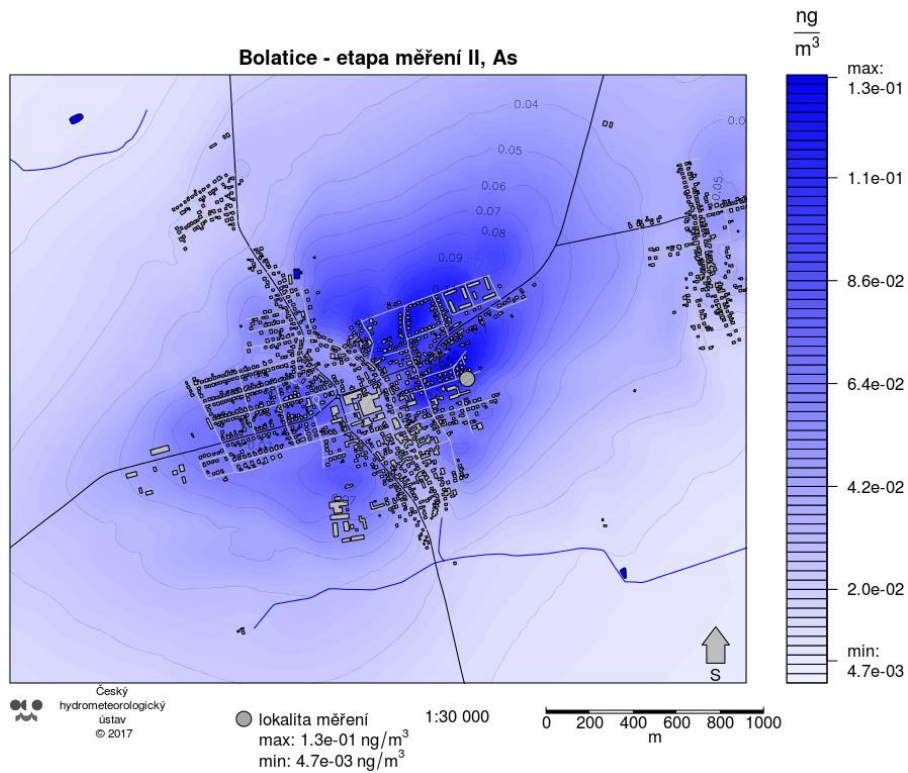 Bolatice - etapa měření II, As
ng
m³
max:
1.3e-01
1.1e-01
8.6e-02
6.4e-02
4.2e-02
2.0e-02
min:
4.7e-03
0.04
0.05
0.06
0.07
0.08
0.09
0.05
S
Český
hydrometeorologický
ústav
© 2017
lokalita měření
max: 1.3e-01 ng/m³
min: 4.7e-03 ng/m³
1:30 000
0 200 400 600 800 1000
m